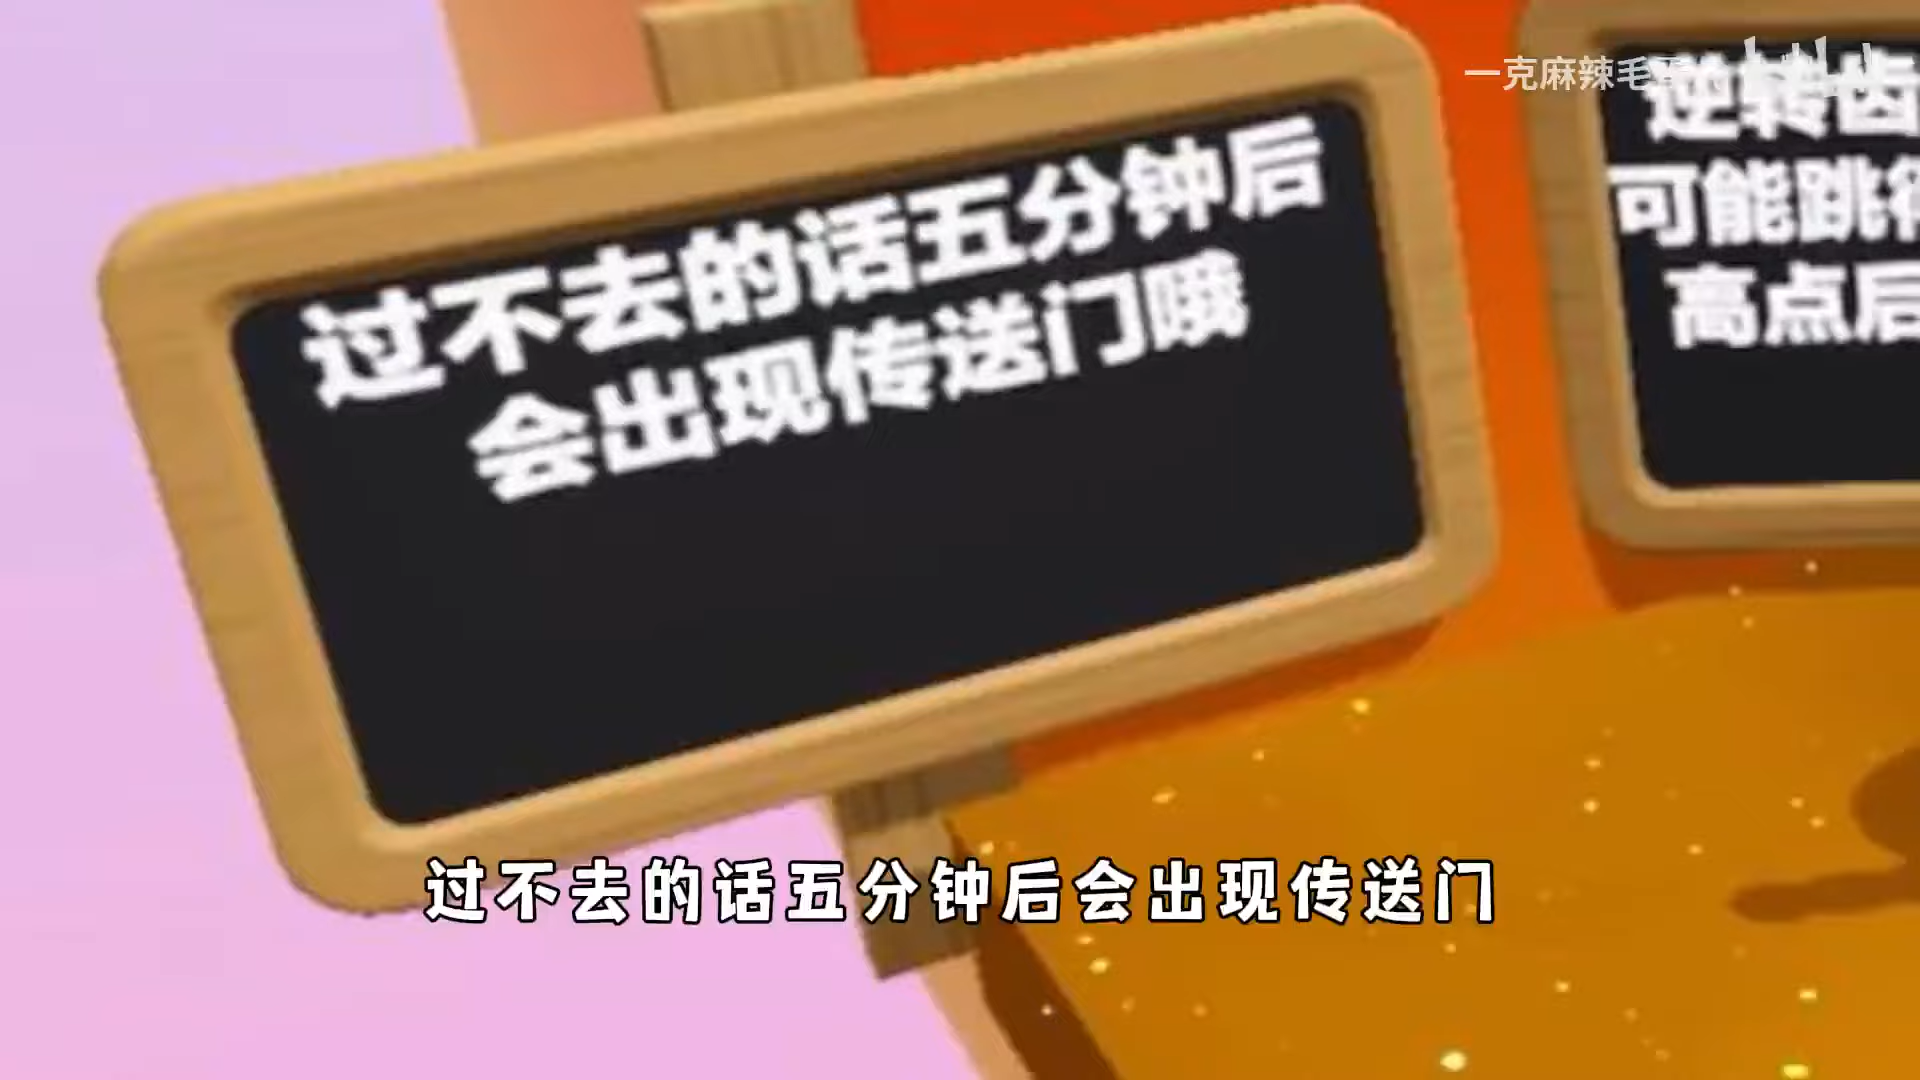 一克麻辣毛
过不去的话五分钟后
会出现传送门哦
逆转齿
可能跳得
高点后
过不去的话五分钟后会出现传送门